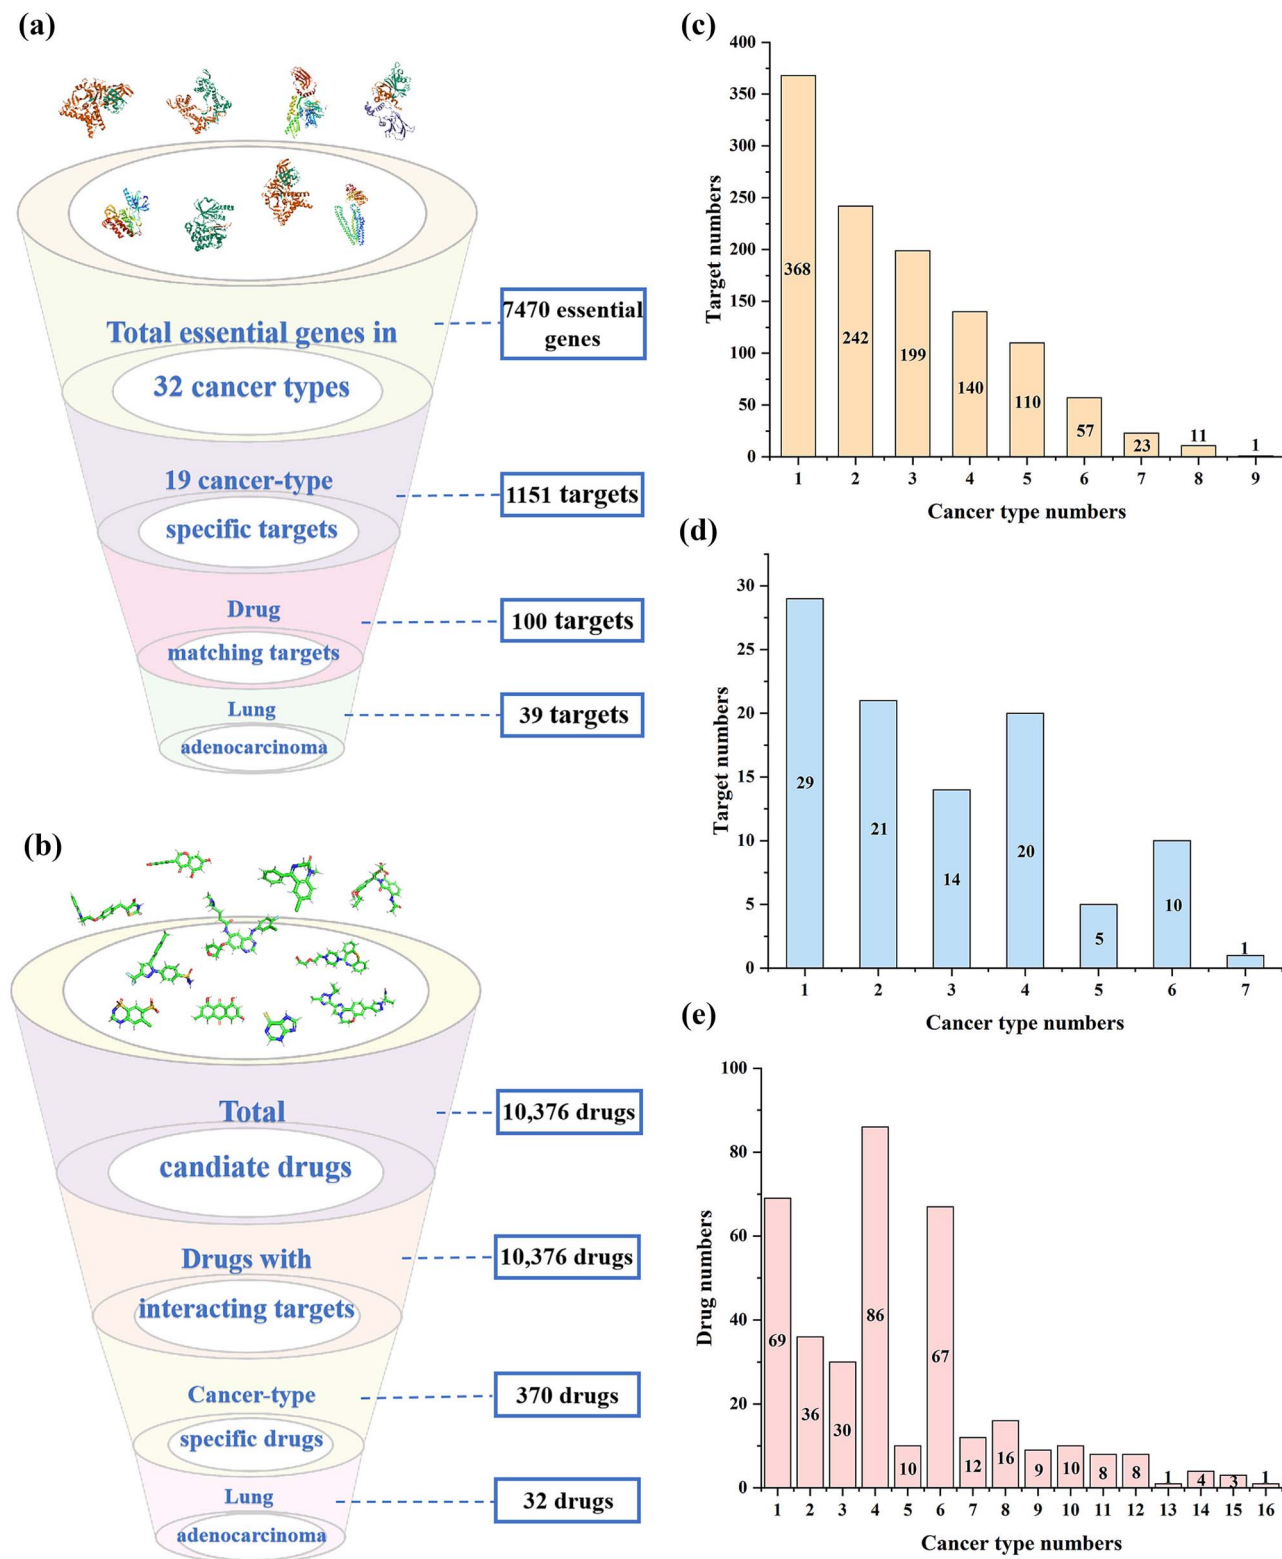 (a)
Total essential genes in
32 cancer types
19 cancer-type
specific targets
Drug
matching targets
Lung
adenocarcinoma
7470 essential
genes
1151 targets
100 targets
39 targets
(b)
Total
candiate drugs
Drugs with
interacting targets
Cancer-type
specific drugs
Lung
adenocarcinoma
10,376 drugs
10,376 drugs
370 drugs
32 drugs
(c)
Target numbers
400
350
300
250
200
150
100
50
0
368
242
199
140
110
57
23
11
1
1 2 3 4 5 6 7 8 9
Cancer type numbers
(d)
Target numbers
30
25
20
15
10
5
0
29
21
14
20
5
10
1
1 2 3 4 5 6 7
Cancer type numbers
(e)
Drug numbers
100
80
60
40
20
0
69
36
30
86
10
67
12
16
9
10
8
8
1
4
3
1
1 2 3 4 5 6 7 8 9 10 11 12 13 14 15 16
Cancer type numbers